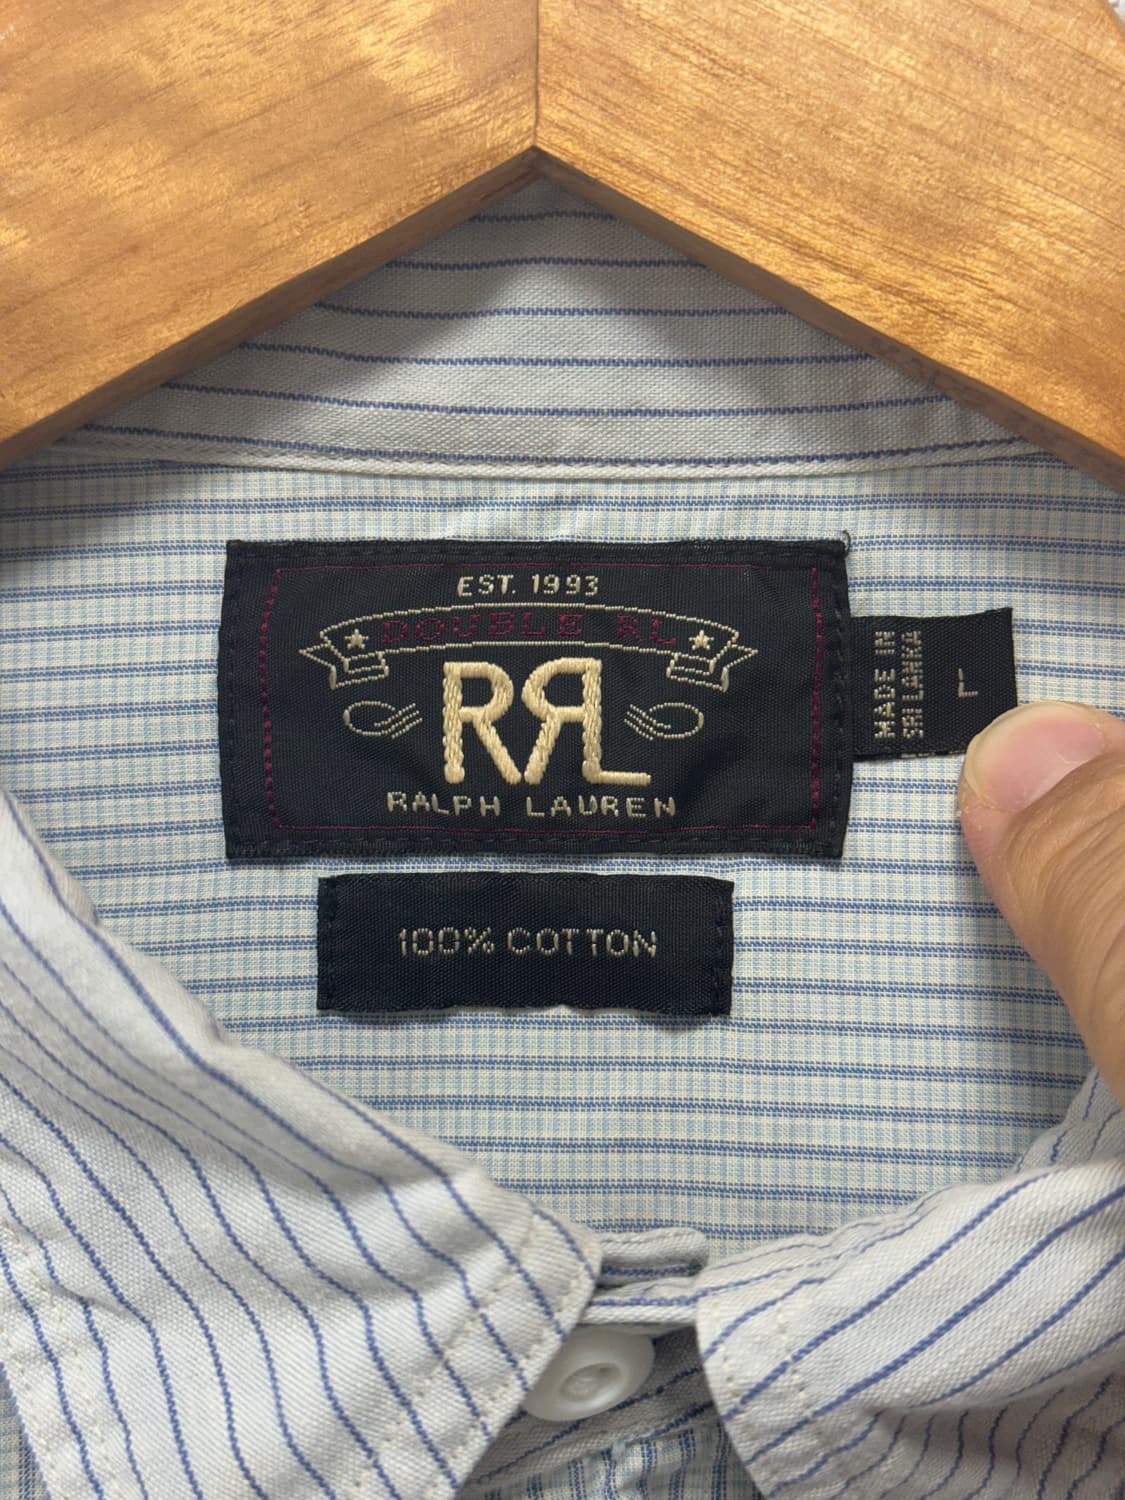 EST. 1993
DOUBLE RL
RRL
RALPH LAUREN
MADE IN
SRI LANKA
L
100% COTTON